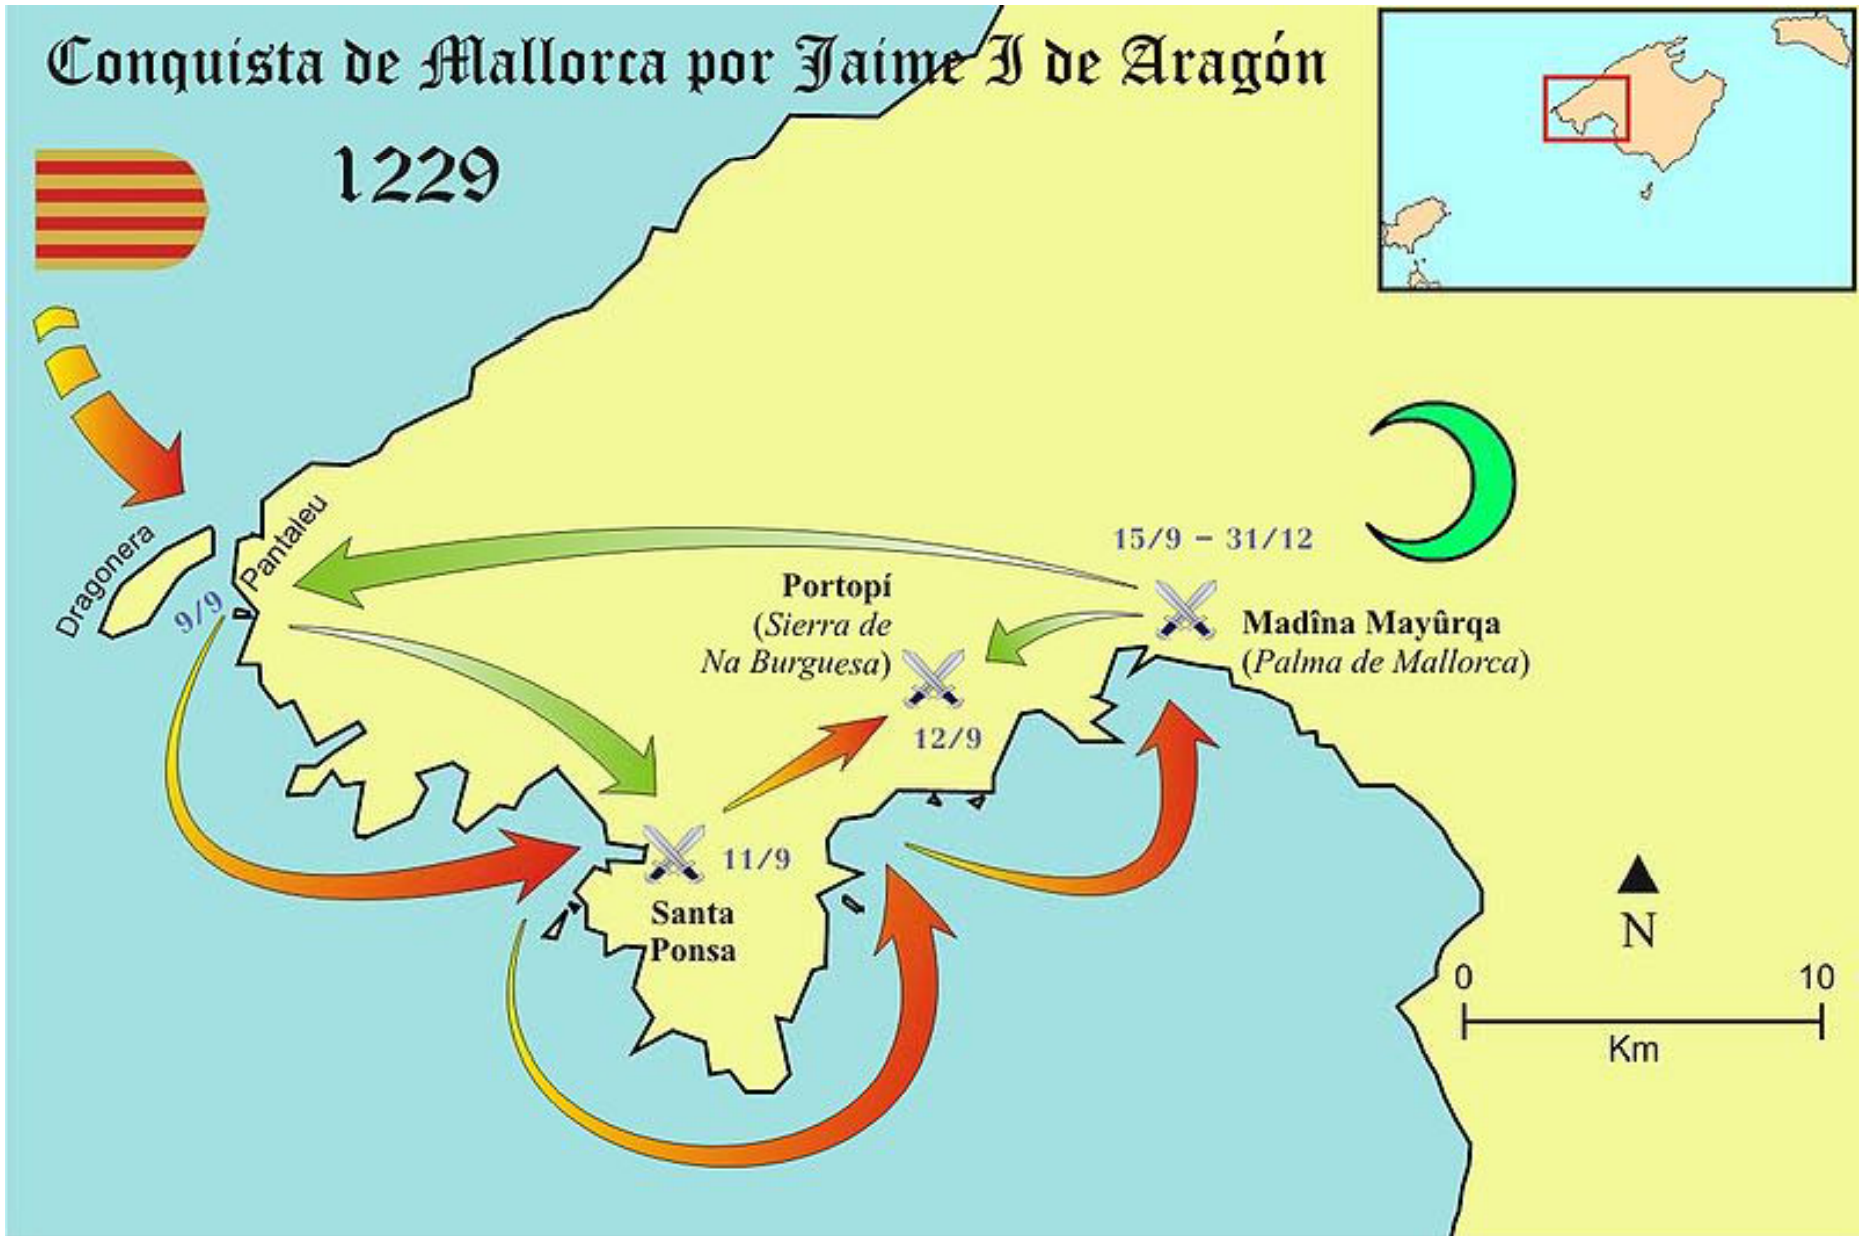 Conquista de Mallorca por Jaime I de Aragón
1229
Dragonera
Pantaleu
9/9
15/9 - 31/12
Portopí
(Sierra de
Na Burguesa)
Madîna Mayûrqa
(Palma de Mallorca)
12/9
11/9
Santa
Ponsa
N
0 10
Km